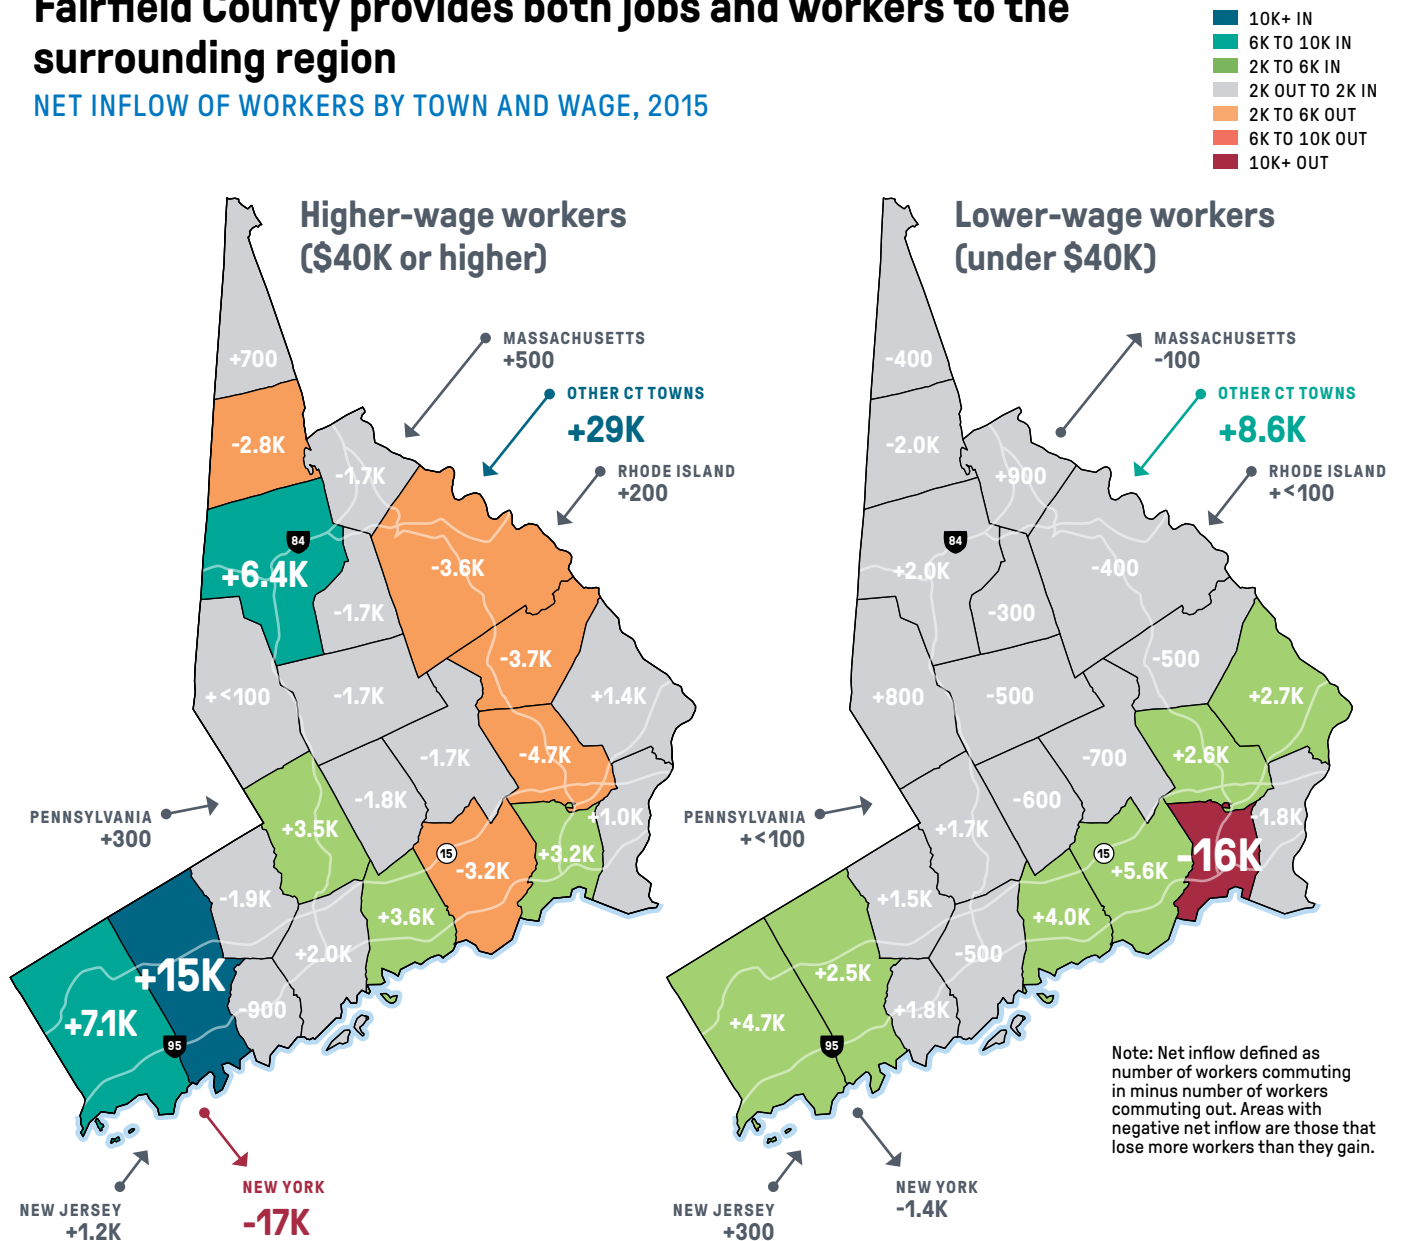 Fairfield County provides both jobs and workers to the
surrounding region
NET INFLOW OF WORKERS BY TOWN AND WAGE, 2015
10K+ IN
6K TO 10K IN
2K TO 6K IN
2K OUT TO 2K IN
2K TO 6K OUT
6K TO 10K OUT
10K+ OUT
Higher-wage workers
($40K or higher)
MASSACHUSETTS
+500
OTHER CT TOWNS
+29K
RHODE ISLAND
+200
+700
-2.8K
-1.7K
84
+6.4K
-3.6K
-1.7K
-3.7K
+<100
-1.7K
+1.4K
-1.7K
-4.7K
-1.8K
PENNSYLVANIA
+300
+3.5K
+1.0K
15
-3.2K
+3.2K
-1.9K
+3.6K
+2.0K
+15K
-900
+7.1K
95
NEW YORK
-17K
NEW JERSEY
+1.2K
Lower-wage workers
(under $40K)
MASSACHUSETTS
-100
OTHER CT TOWNS
+8.6K
RHODE ISLAND
+<100
-400
-2.0K
+900
84
+2.0K
-400
-300
-500
+800
-500
+2.7K
-700
+2.6K
-600
PENNSYLVANIA
+<100
+1.7K
-1.8K
15
+5.6K
-16K
+1.5K
+4.0K
-500
+2.5K
+1.8K
+4.7K
95
NEW YORK
-1.4K
NEW JERSEY
+300
Note: Net inflow defined as
number of workers commuting
in minus number of workers
commuting out. Areas with
negative net inflow are those that
lose more workers than they gain.